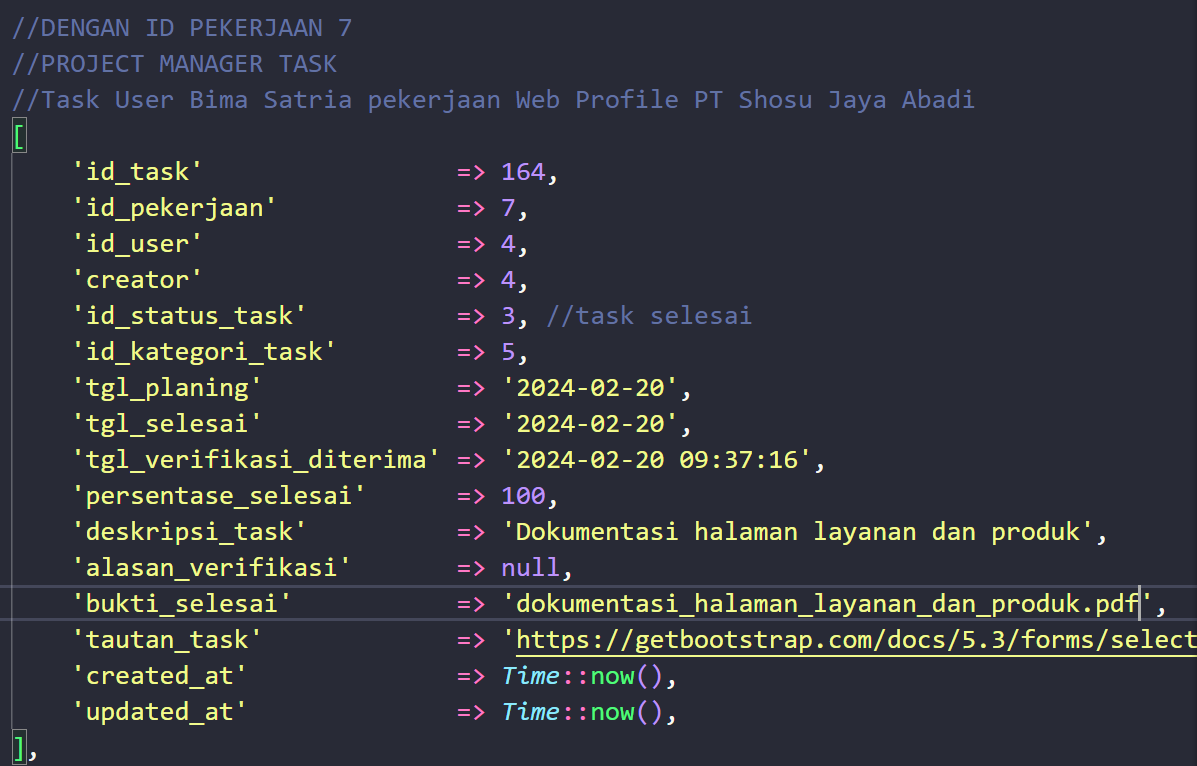 //DENGAN ID PEKERJAAN 7
//PROJECT MANAGER TASK
//Task User Bima Satria pekerjaan Web Profile PT Shosu Jaya Abadi
[
'id_task' => 164,
'id_pekerjaan' => 7,
'id_user' => 4,
'creator' => 4,
'id_status_task' => 3, //task selesai
'id_kategori_task' => 5,
'tgl_planing' => '2024-02-20',
'tgl_selesai' => '2024-02-20',
'tgl_verifikasi_diterima' => '2024-02-20 09:37:16',
'persentase_selesai' => 100,
'deskripsi_task' => 'Dokumentasi halaman layanan dan produk',
'alasan_verifikasi' => null,
'bukti_selesai' => 'dokumentasi_halaman_layanan_dan_produk.pdf',
'tautan_task' => 'https://getbootstrap.com/docs/5.3/forms/select
'created_at' => Time::now(),
'updated_at' => Time::now(),
],